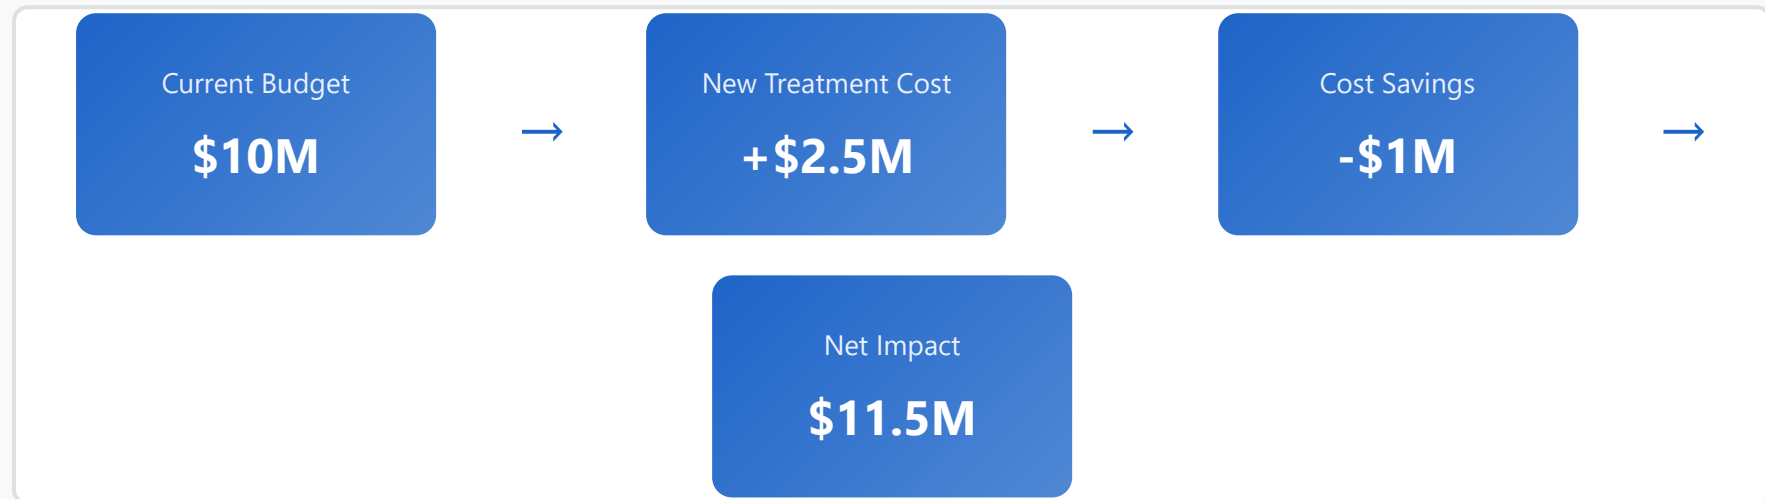 Current Budget
$10M
→
New Treatment Cost
+$2.5M
→
Cost Savings
-$1M
→
Net Impact
$11.5M